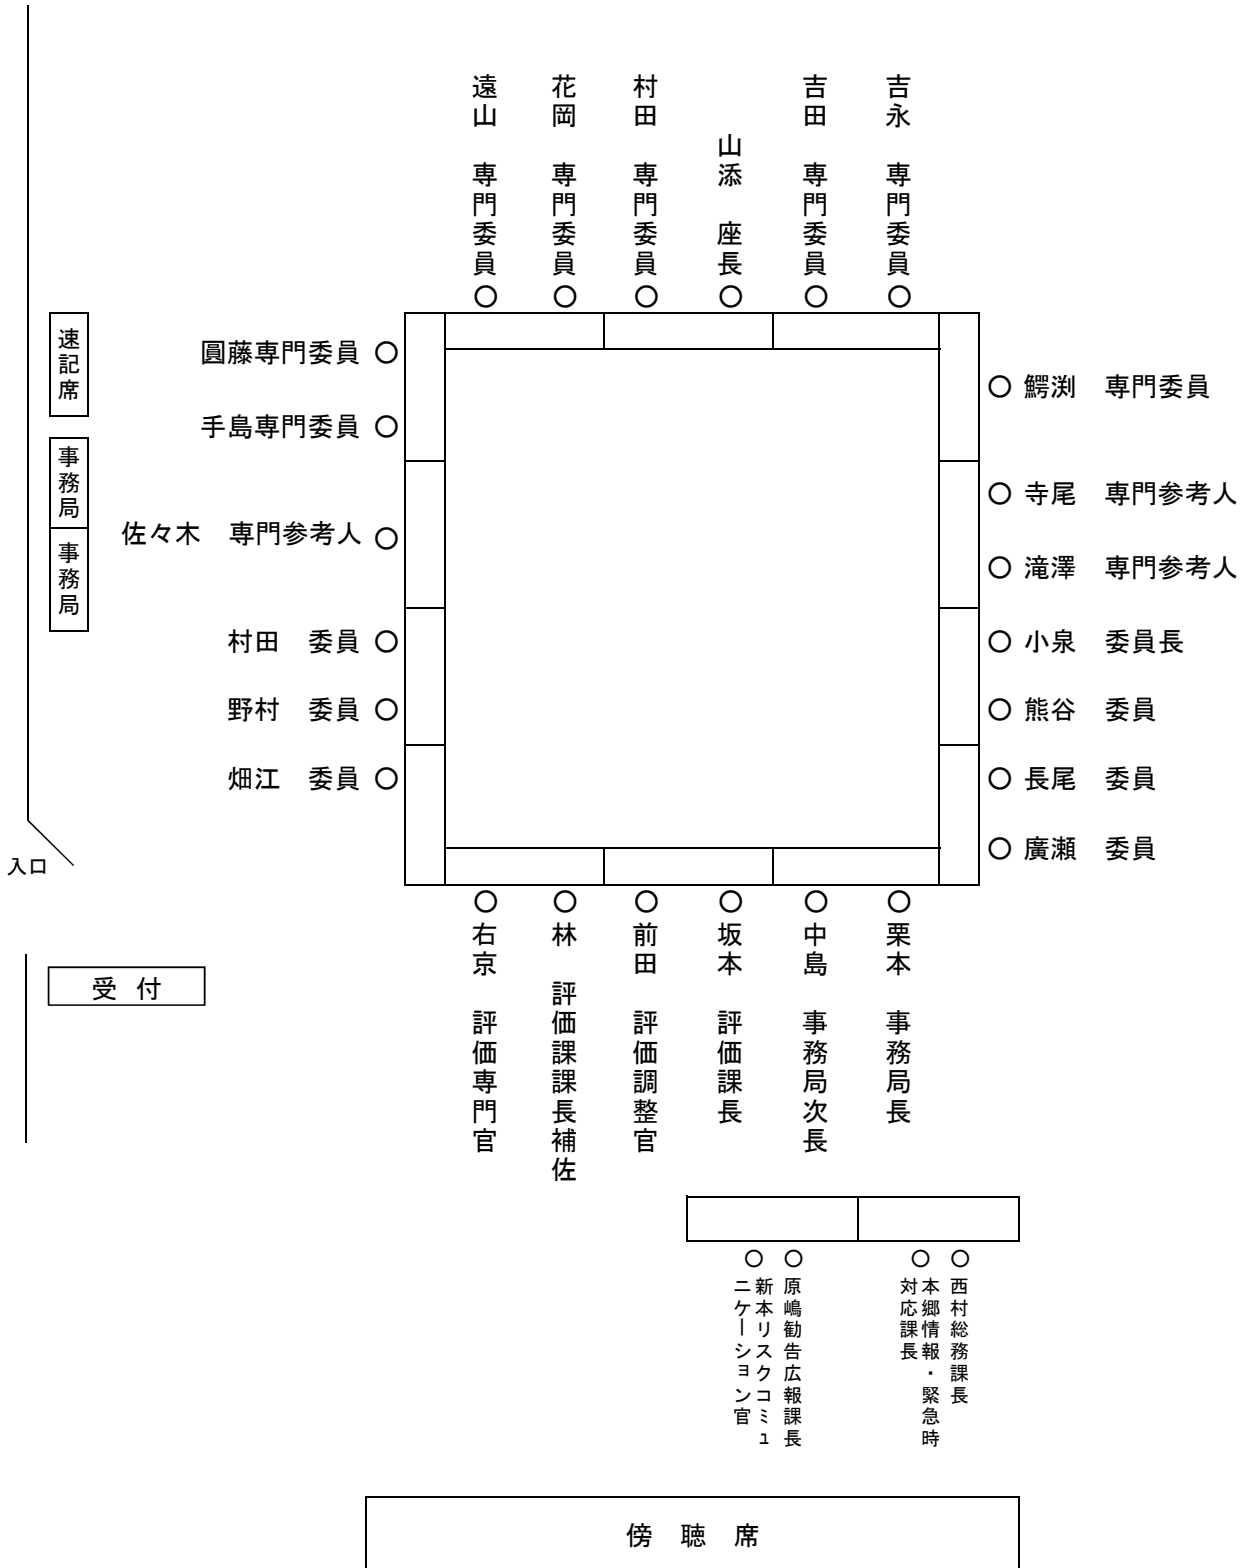 遠山 専門委員
花岡 専門委員
村田 専門委員
山添 座長
吉田 専門委員
吉永 専門委員
速記席
事務局
事務局
圓藤専門委員
手島専門委員
佐々木 専門参考人
村田 委員
野村 委員
畑江 委員
鰐渕 専門委員
寺尾 専門参考人
滝澤 専門参考人
小泉 委員長
熊谷 委員
長尾 委員
廣瀬 委員
入口
受付
右京 評価専門官
林 評価課課長補佐
前田 評価調整官
坂本 評価課長
中島 事務局次長
栗本 事務局長
新本リスクコミュ
ニケーション官
原嶋勧告広報課長
本郷情報・緊急時
対応課長
西村総務課長
傍聴席